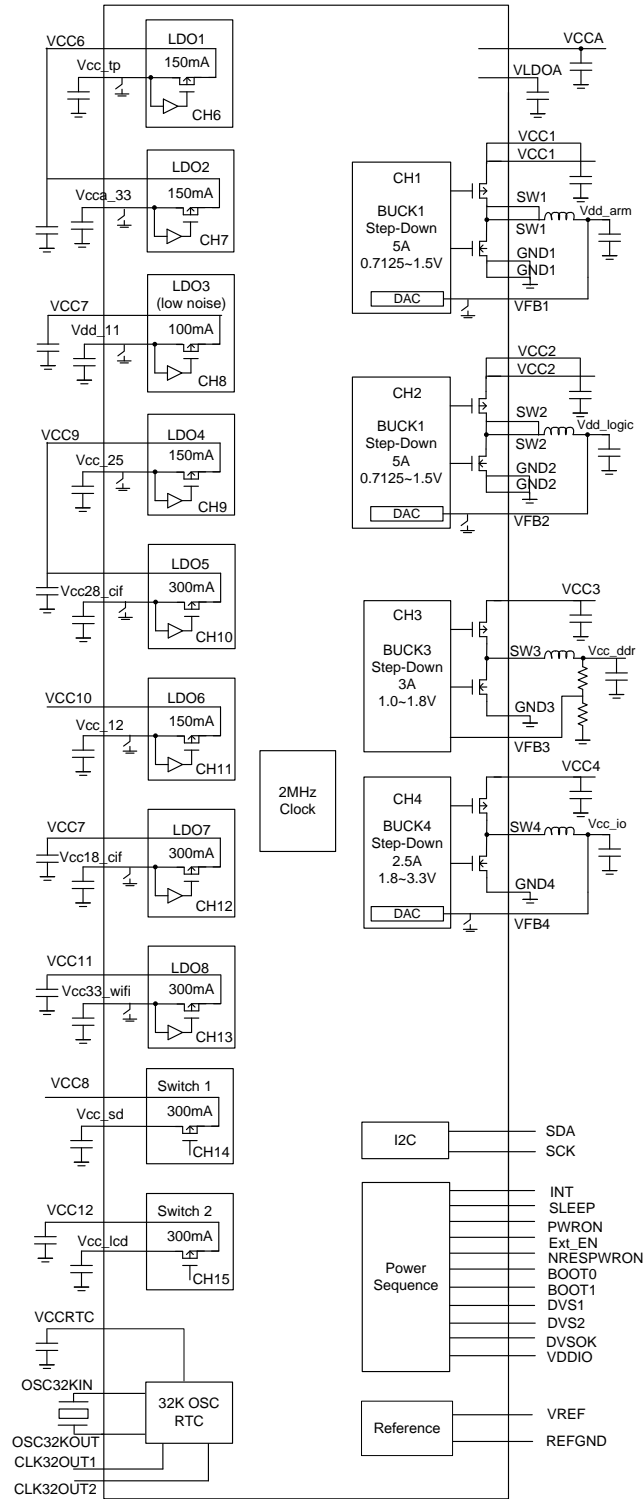 VCC6
LDO1
150mA
Vcc_tp
CH6
LDO2
150mA
Vcca_33
CH7
LDO3
(low noise)
VCC7
100mA
Vdd_11
CH8
LDO4
VCC9
150mA
Vcc_25
CH9
LDO5
300mA
Vcc28_cif
CH10
LDO6
VCC10
150mA
Vcc_12
CH11
VCC7
LDO7
300mA
Vcc18_cif
CH12
VCC11
LDO8
300mA
Vcc33_wifi
CH13
VCC8
Switch 1
300mA
Vcc_sd
CH14
VCC12
Switch 2
300mA
Vcc_lcd
CH15
VCCRTC
OSC32KIN
32K OSC
RTC
OSC32KOUT
CLK32OUT1
CLK32OUT2
2MHz
Clock
VCCA
VLDOA
VCC1
VCC1
CH1
BUCK1
Step-Down
5A
0.7125~1.5V
DAC
SW1
SW1
Vdd_arm
GND1
GND1
VFB1
VCC2
VCC2
CH2
BUCK1
Step-Down
5A
0.7125~1.5V
DAC
SW2
SW2
Vdd_logic
GND2
GND2
VFB2
VCC3
CH3
BUCK3
Step-Down
3A
1.0~1.8V
SW3
Vcc_ddr
GND3
VFB3
VCC4
CH4
BUCK4
Step-Down
2.5A
1.8~3.3V
DAC
SW4
Vcc_io
GND4
VFB4
I2C
SDA
SCK
Power
Sequence
INT
SLEEP
PWRON
Ext_EN
NRESPWRON
BOOT0
BOOT1
DVS1
DVS2
DVSOK
VDDIO
Reference
VREF
REFGND